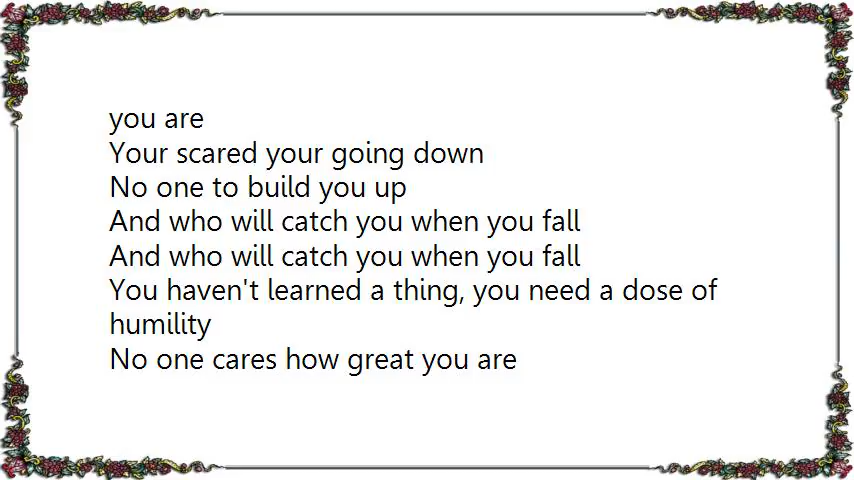 you are
Your scared your going down
No one to build you up
And who will catch you when you fall
And who will catch you when you fall
You haven't learned a thing, you need a dose of
humility
No one cares how great you are